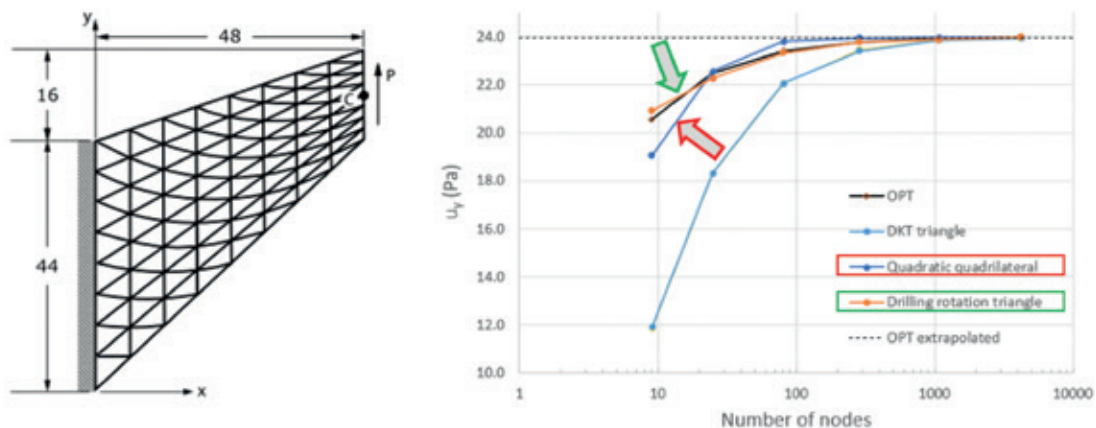 y
48
16
P
C
44
x
24.0
22.0
20.0
18.0
16.0
14.0
12.0
10.0
u_y (Pa)
OPT
DKT triangle
Quadratic quadrilateral
Drilling rotation triangle
OPT extrapolated
1
10
100
1000
10000
Number of nodes